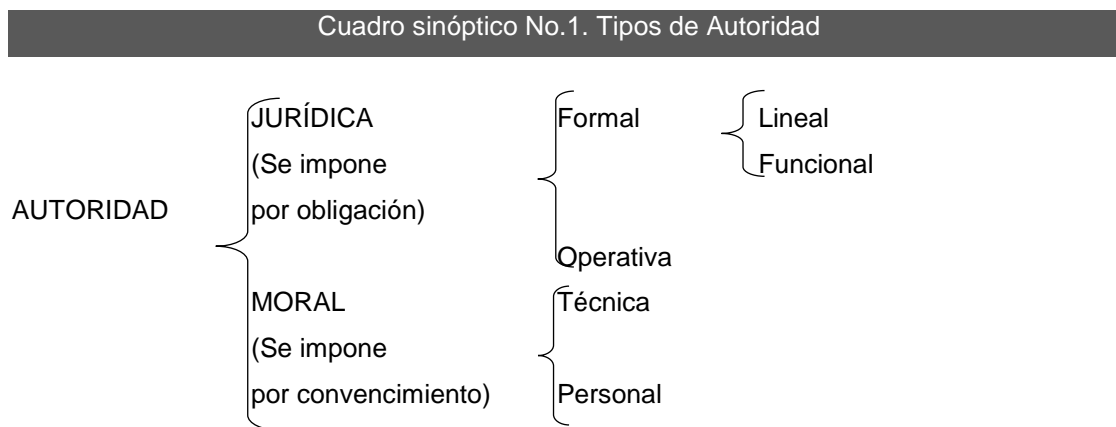 Cuadro sinóptico No.1. Tipos de Autoridad
JURÍDICA Formal Lineal
(Se impone Funcional
AUTORIDAD por obligación)
Operativa
MORAL Técnica
(Se impone
por convencimiento) Personal